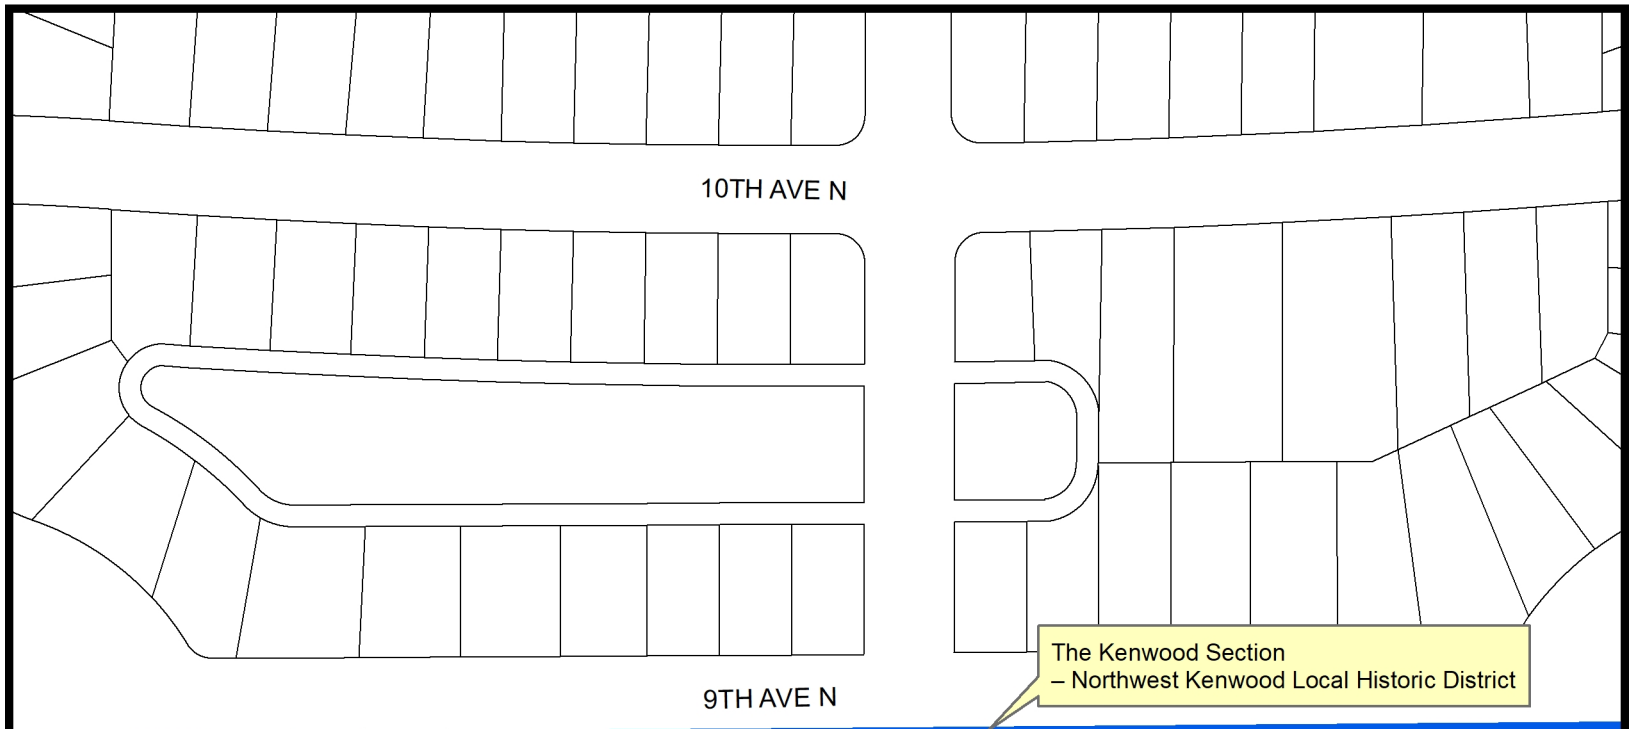 10TH AVE N
The Kenwood Section
– Northwest Kenwood Local Historic District
9TH AVE N